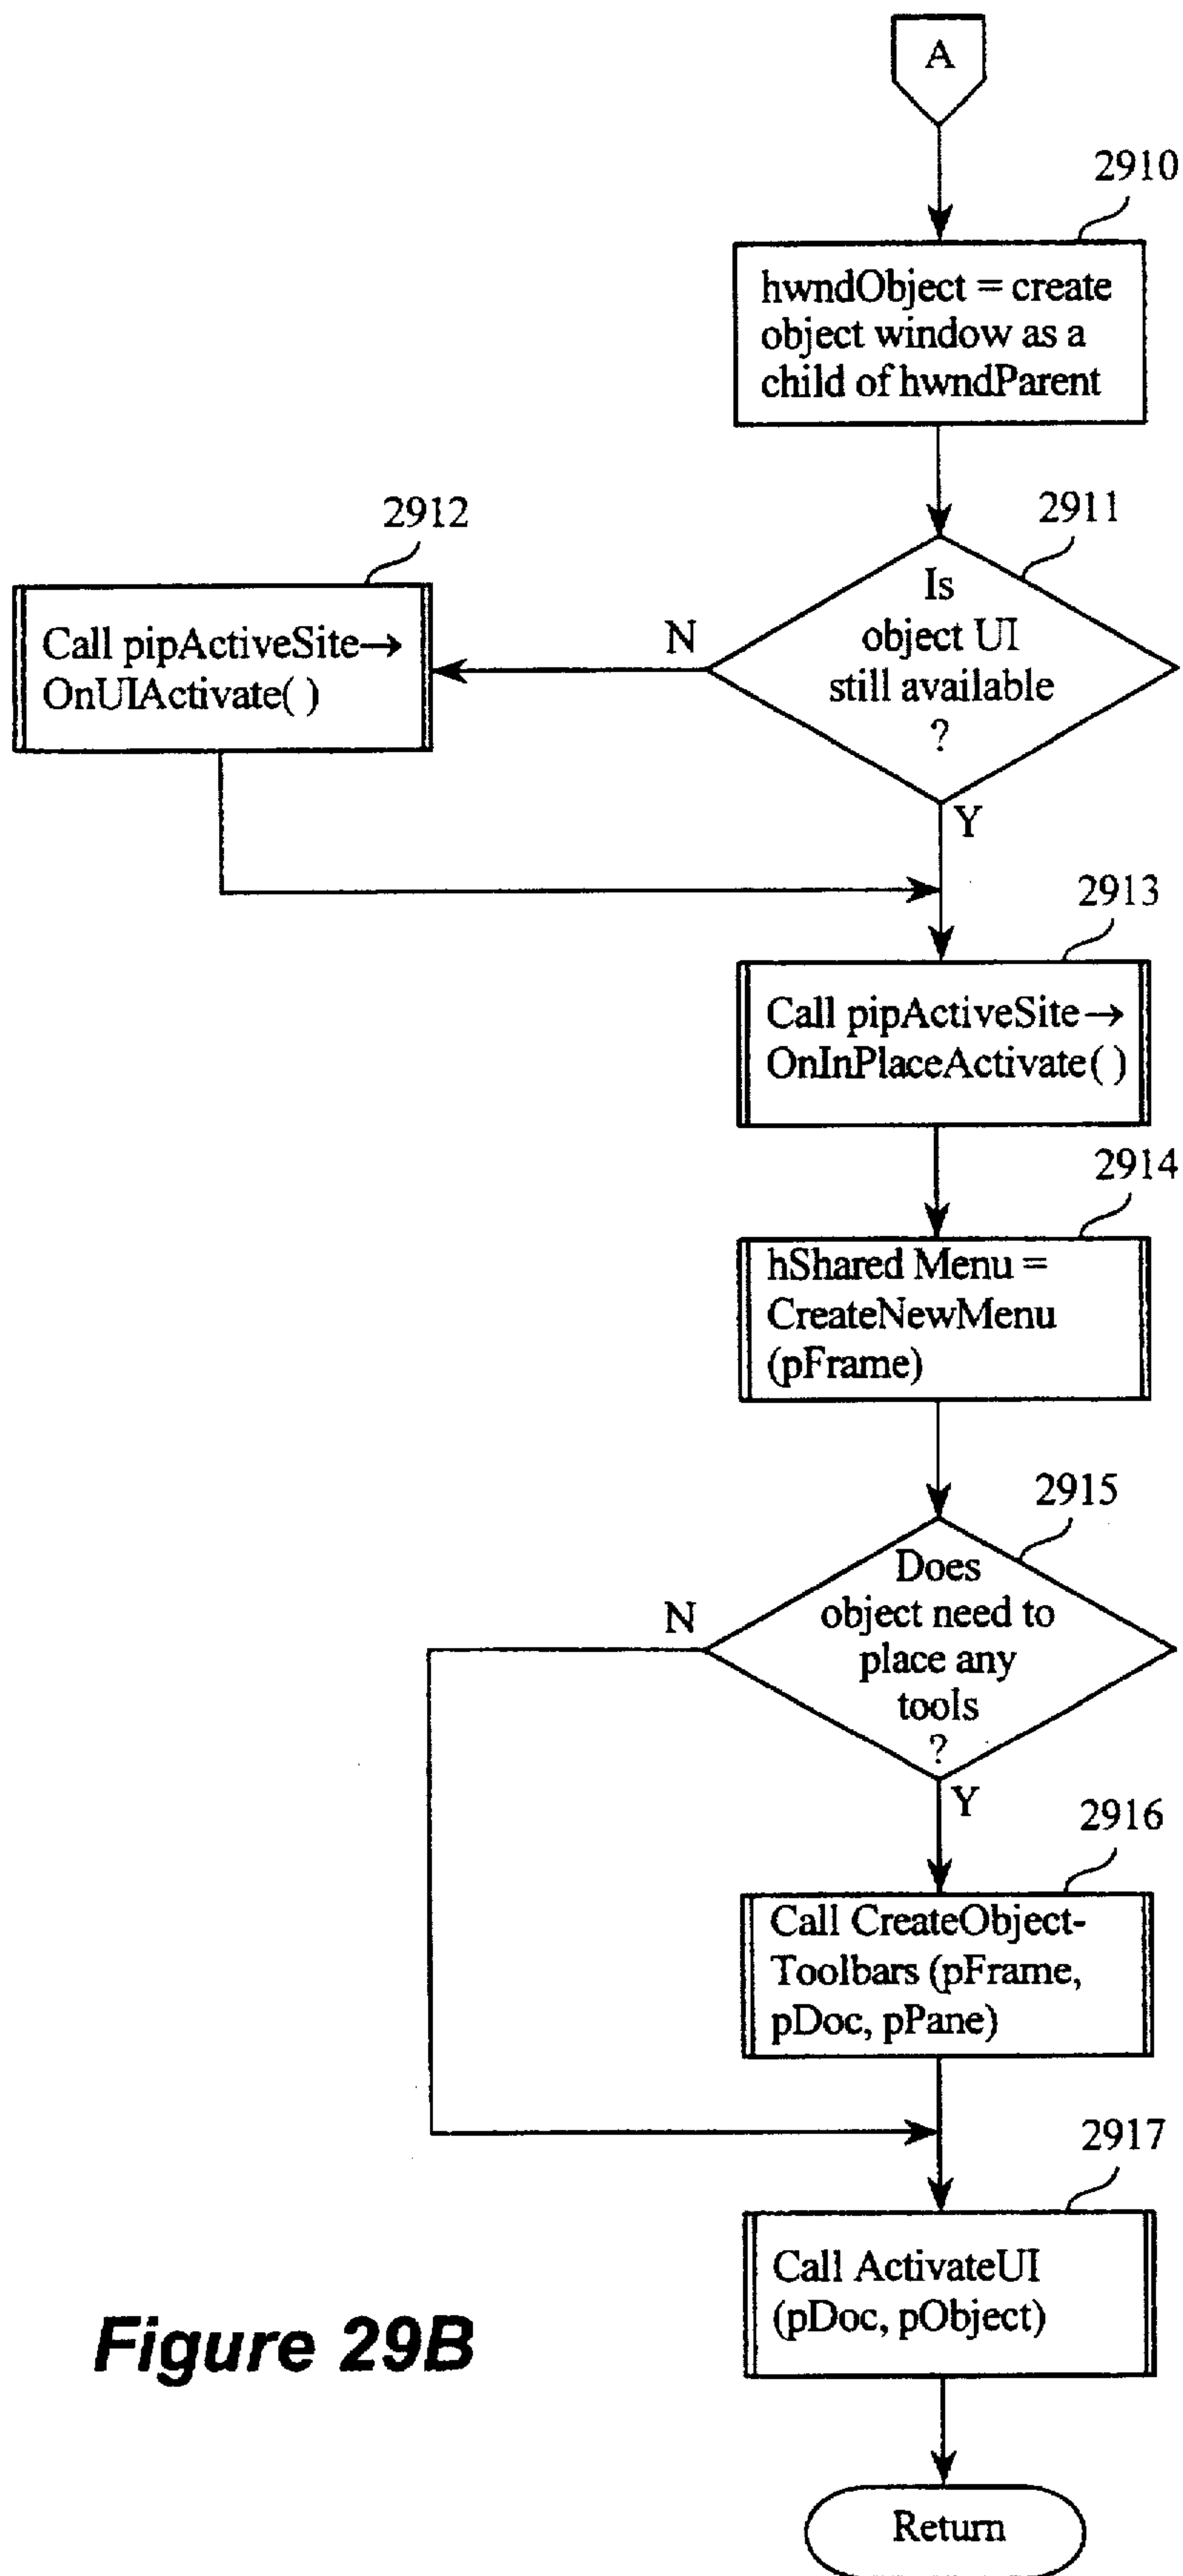 A
2910
hwndObject = create
object window as a
child of hwndParent
2911
Is
object UI
still available
?
N
Y
2912
Call pipActiveSite→
OnUIActivate( )
2913
Call pipActiveSite→
OnInPlaceActivate( )
2914
hShared Menu =
CreateNewMenu
(pFrame)
2915
Does
object need to
place any
tools
?
N
Y
2916
Call CreateObject-
Toolbars (pFrame,
pDoc, pPane)
2917
Call ActivateUI
(pDoc, pObject)
Return
Figure 29B